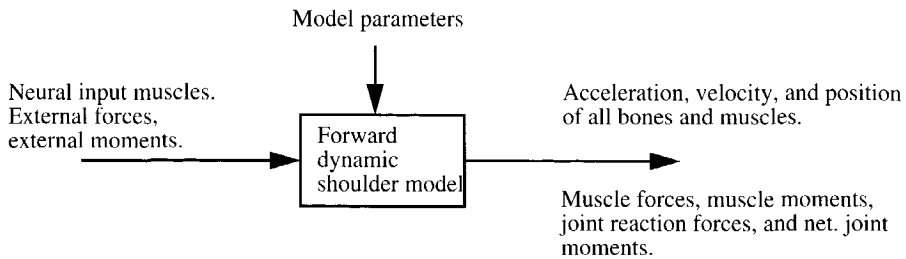 Model parameters
Neural input muscles.
External forces,
external moments.
Forward
dynamic
shoulder model
Acceleration, velocity, and position
of all bones and muscles.
Muscle forces, muscle moments,
joint reaction forces, and net. joint
moments.